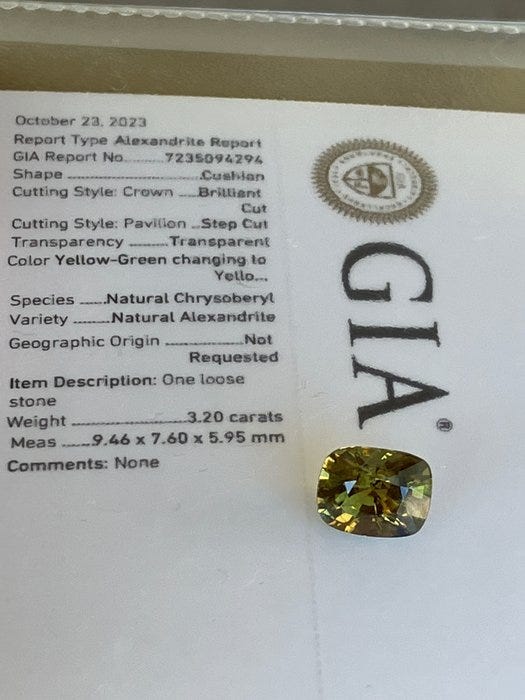 October 23, 2023
Report Type Alexandrite Report
GIA Report No ......... 7235094294
Shape ........................ Cushion
Cutting Style: Crown ....Brilliant
Cut
Cutting Style: Pavilion ..Step Cut
Transparency .........Transparent
Color Yellow-Green changing to
Yello...
Species ......Natural Chrysoberyl
Variety .........Natural Alexandrite
Geographic Origin ..................Not
Requested
Item Description: One loose
stone
Weight ...........................3.20 carats
Meas ......9.46 x 7.60 x 5.95 mm
Comments: None
GIA®